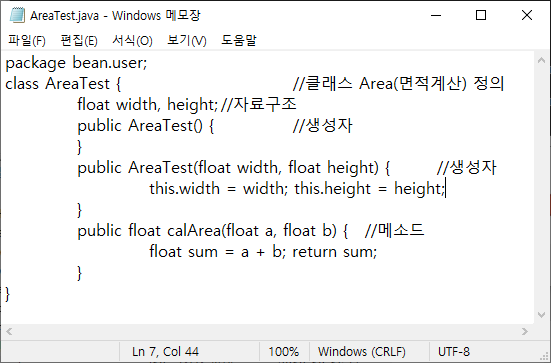 AreaTest.java - Windows 메모장
파일(F) 편집(E) 서식(O) 보기(V) 도움말
package bean.user;
class AreaTest { //클래스 Area(면적계산) 정의
float width, height; //자료구조
public AreaTest() { //생성자
}
public AreaTest(float width, float height) { //생성자
this.width = width; this.height = height;
}
public float calArea(float a, float b) { //메소드
float sum = a + b; return sum;
}
}
Ln 7, Col 44 100% Windows (CRLF) UTF-8